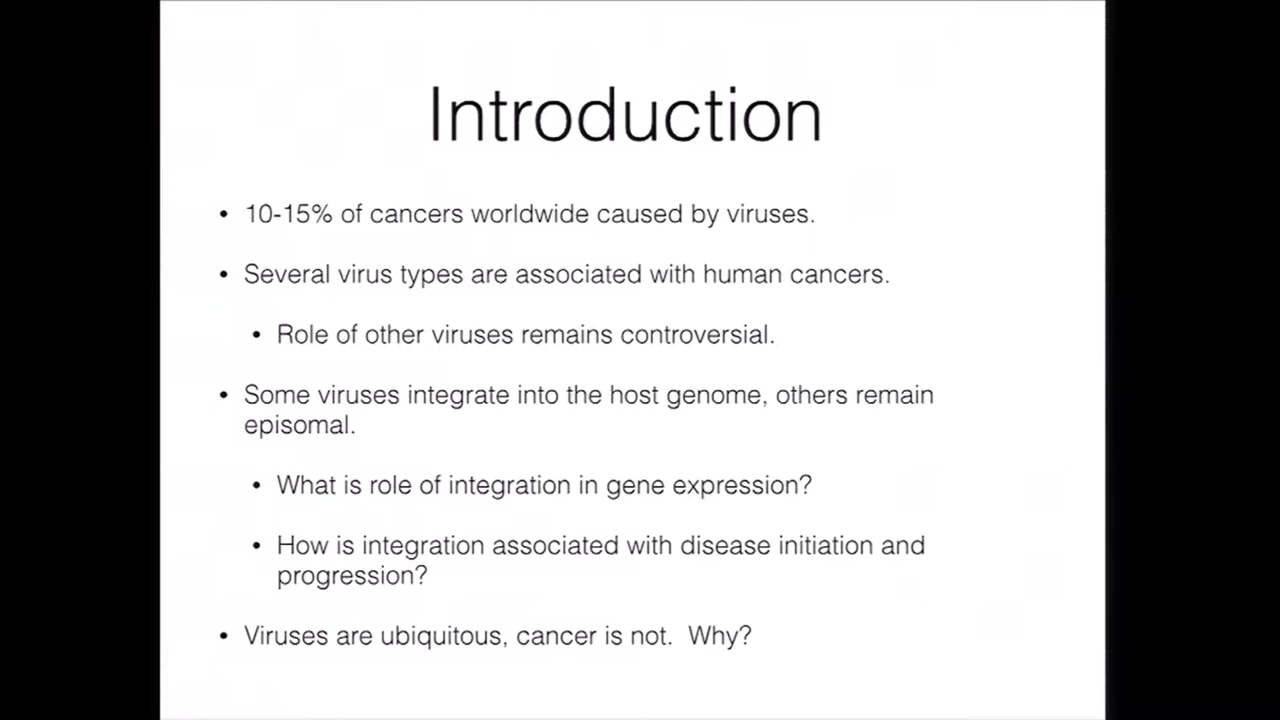 Introduction
• 10-15% of cancers worldwide caused by viruses.
• Several virus types are associated with human cancers.
• Role of other viruses remains controversial.
• Some viruses integrate into the host genome, others remain
episomal.
• What is role of integration in gene expression?
• How is integration associated with disease initiation and
progression?
• Viruses are ubiquitous, cancer is not.  Why?